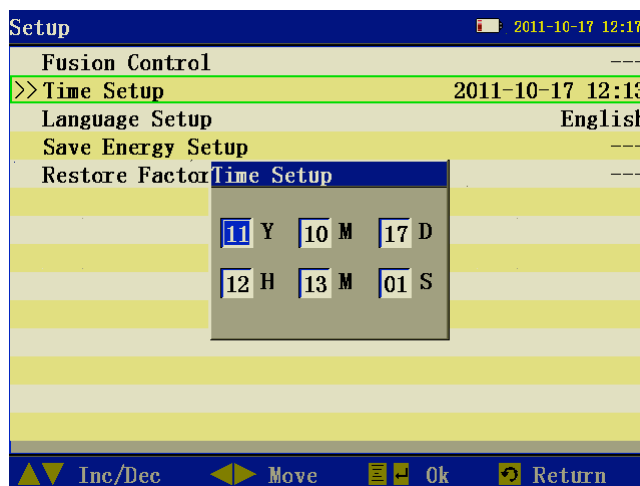 Setup 2011-10-17 12:17
Fusion Control ---
>> Time Setup 2011-10-17 12:13
Language Setup English
Save Energy Setup ---
Restore Factor ---
Time Setup
11 Y 10 M 17 D
12 H 13 M 01 S
Inc/Dec Move Ok Return